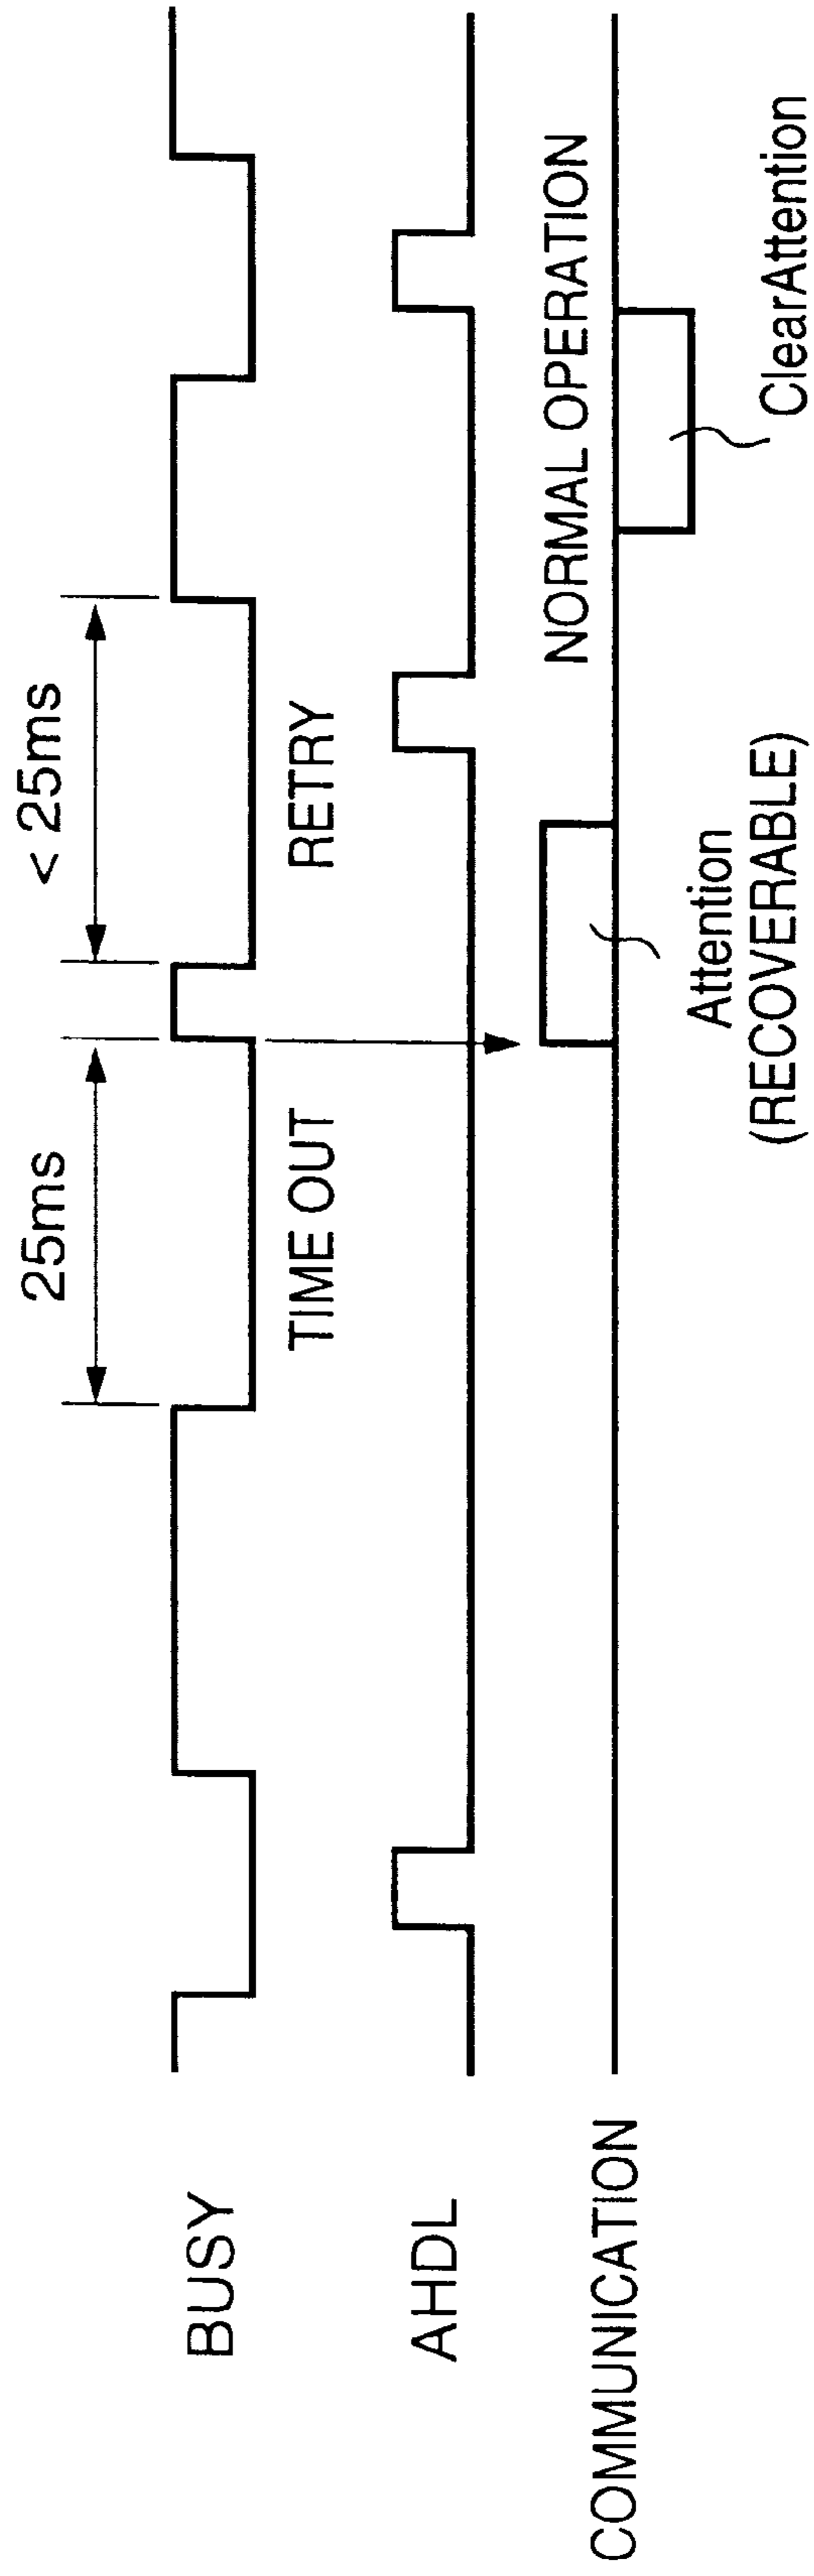 25ms
< 25ms
BUSY
TIME OUT
RETRY
AHDL
NORMAL OPERATION
COMMUNICATION
Attention
(RECOVERABLE)
ClearAttention